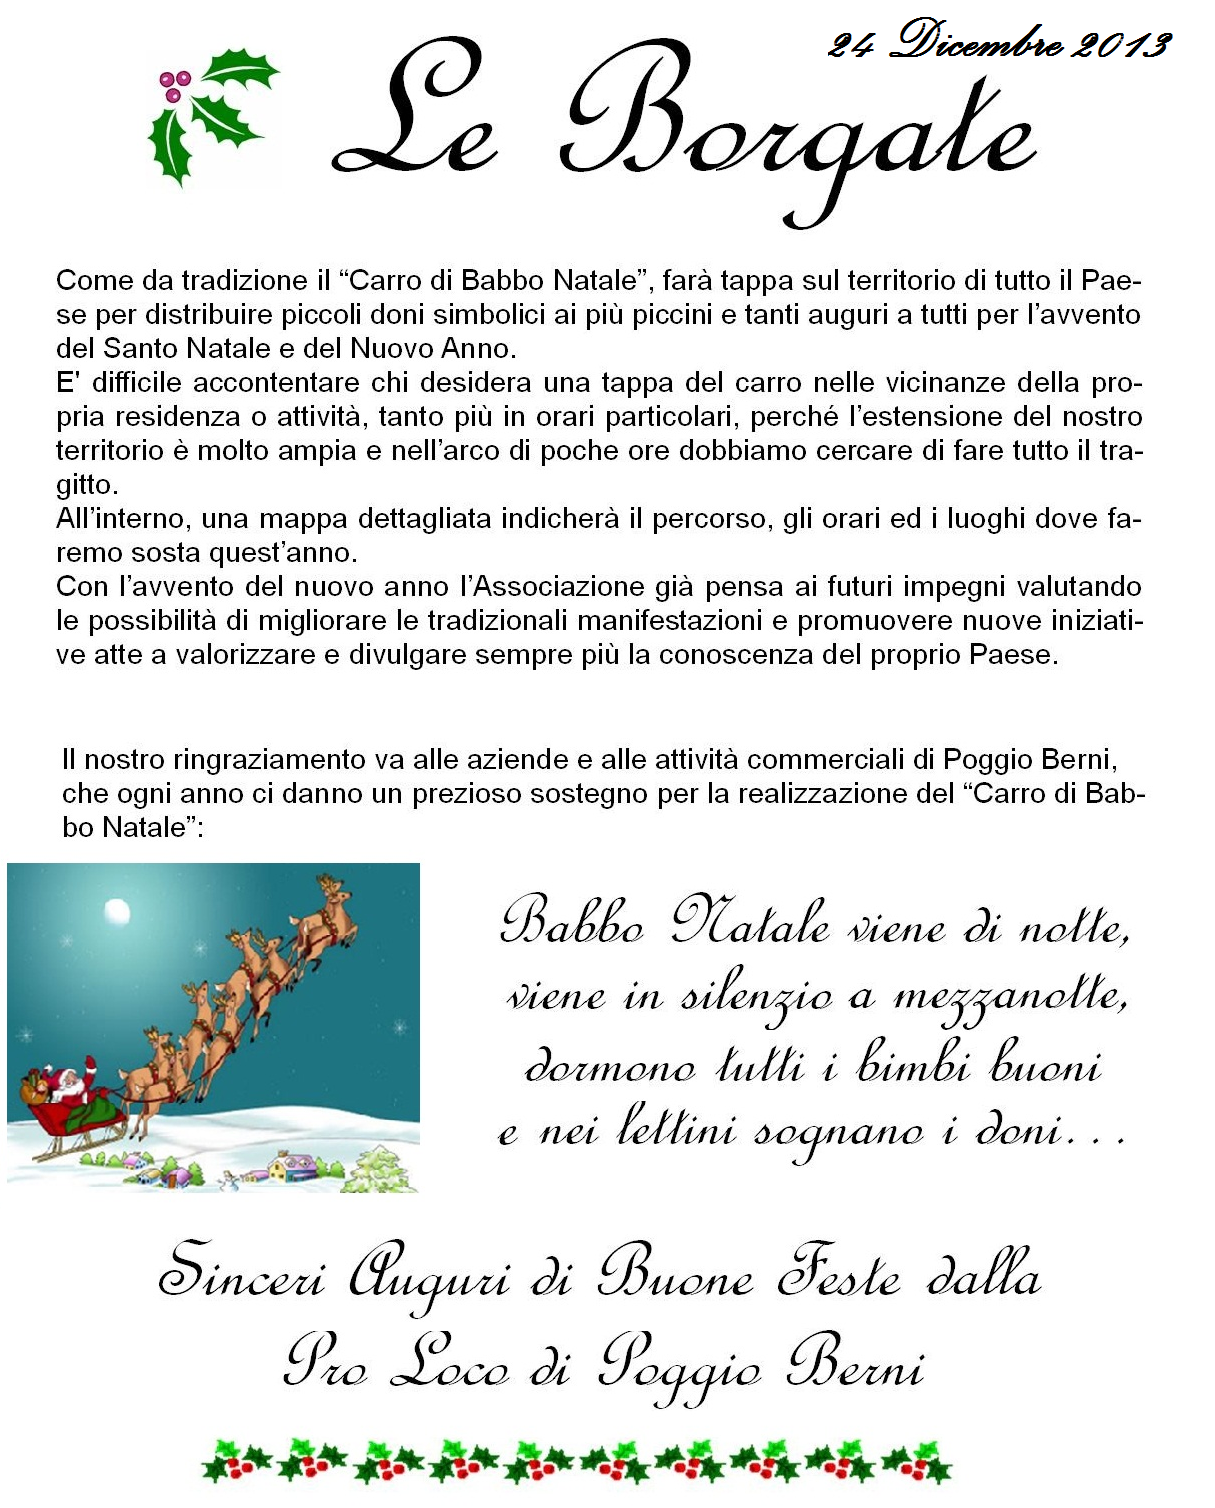 24 Dicembre 2013
Le Borgate
Come da tradizione il “Carro di Babbo Natale”, farà tappa sul territorio di tutto il Pae-
se per distribuire piccoli doni simbolici ai più piccini e tanti auguri a tutti per l’avvento
del Santo Natale e del Nuovo Anno.
E' difficile accontentare chi desidera una tappa del carro nelle vicinanze della pro-
pria residenza o attività, tanto più in orari particolari, perché l’estensione del nostro
territorio è molto ampia e nell’arco di poche ore dobbiamo cercare di fare tutto il tra-
gitto.
All’interno, una mappa dettagliata indicherà il percorso, gli orari ed i luoghi dove fa-
remo sosta quest’anno.
Con l’avvento del nuovo anno l’Associazione già pensa ai futuri impegni valutando
le possibilità di migliorare le tradizionali manifestazioni e promuovere nuove iniziati-
ve atte a valorizzare e divulgare sempre più la conoscenza del proprio Paese.
Il nostro ringraziamento va alle aziende e alle attività commerciali di Poggio Berni,
che ogni anno ci danno un prezioso sostegno per la realizzazione del “Carro di Bab-
bo Natale”:
Babbo Natale viene di notte,
viene in silenzio a mezzanotte,
dormono tutti i bimbi buoni
e nei lettini sognano i doni…
Sinceri Auguri di Buone Feste dalla
Pro Loco di Poggio Berni